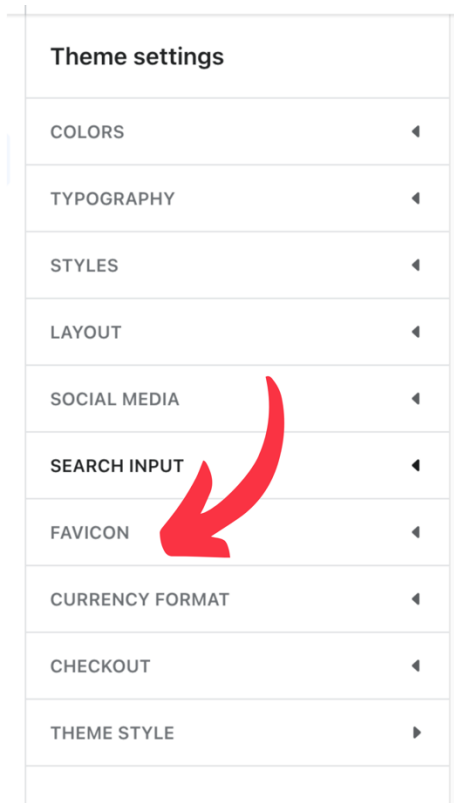 Theme settings
COLORS
TYPOGRAPHY
STYLES
LAYOUT
SOCIAL MEDIA
SEARCH INPUT
FAVICON
CURRENCY FORMAT
CHECKOUT
THEME STYLE